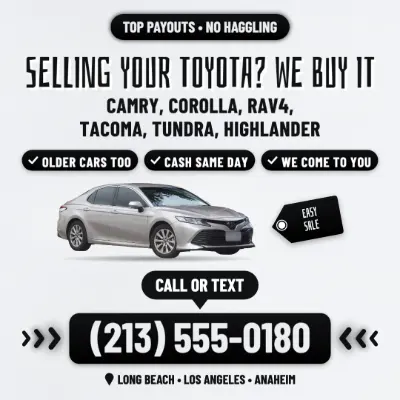 TOP PAYOUTS • NO HAGGLING
SELLING YOUR TOYOTA? WE BUY IT
CAMRY, COROLLA, RAV4,
TACOMA, TUNDRA, HIGHLANDER
✓ OLDER CARS TOO ✓ CASH SAME DAY ✓ WE COME TO YOU
EASY
SALE
CALL OR TEXT
(213) 555-0180
LONG BEACH • LOS ANGELES • ANAHEIM